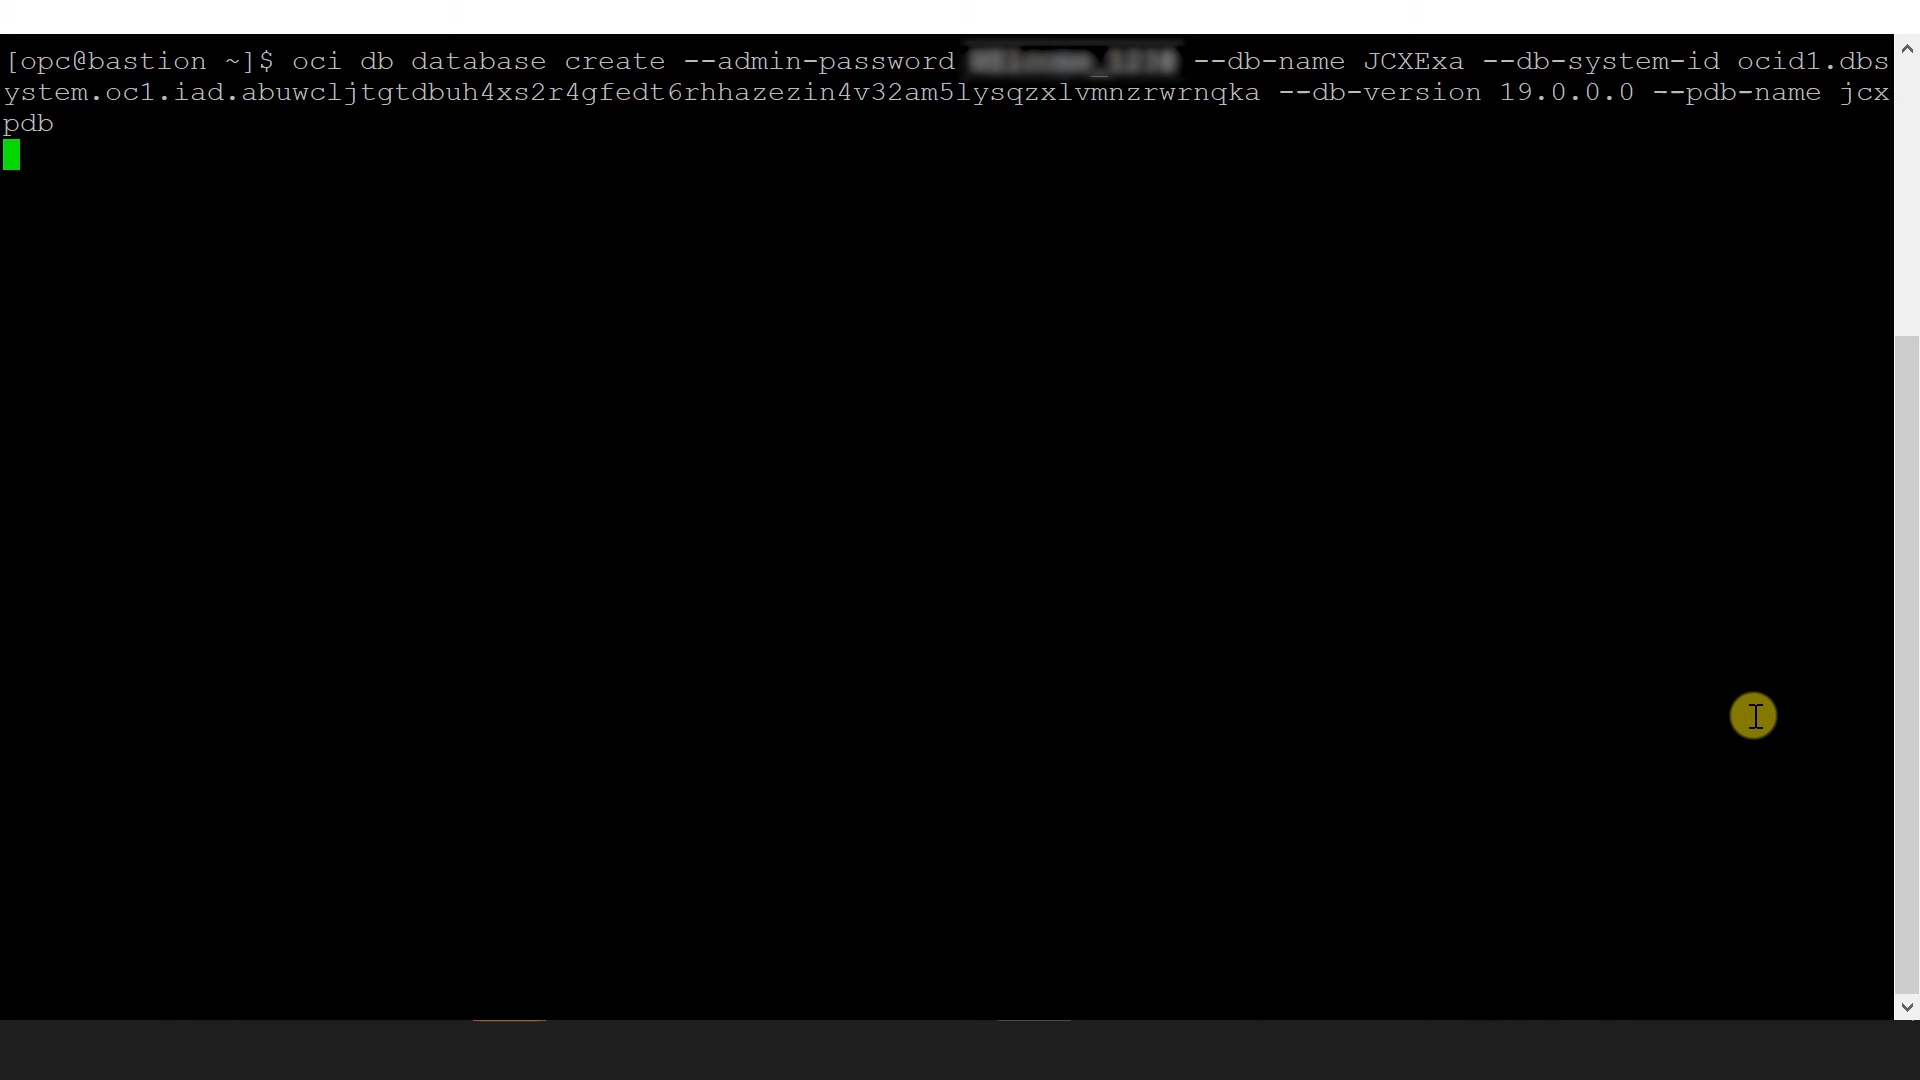 [opc@bastion ~]$ oci db database create --admin-password --db-name JCXExa --db-system-id ocid1.dbs
ystem.oc1.iad.abuwcljtgtdbuh4xs2r4gfedt6rhhazezin4v32am5lysqzxlvmnzrwrnqka --db-version 19.0.0.0 --pdb-name jcx
pdb